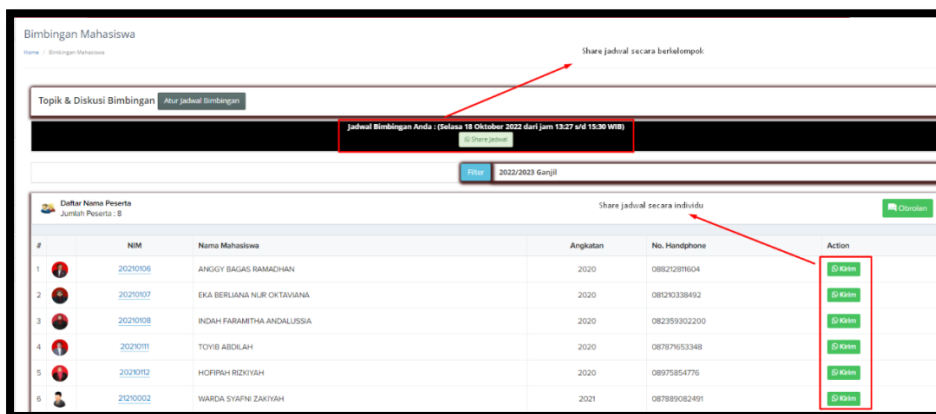 Bimbingan Mahasiswa
Home / Bimbingan Mahasiswa
Share jadwal secara berkelompok
Topik & Diskusi Bimbingan Atur Jadwal Bimbingan
Jadwal Bimbingan Anda : (Selasa 18 Oktober 2022 dari jam 13:27 s/d 15:30 WIB)
Share Jadwal
Filter 2022/2023 Ganjil
Daftar Nama Peserta
Jumlah Peserta : 8
Share jadwal secara individu
Obrolan
# NIM Nama Mahasiswa Angkatan No. Handphone Action
1 20210106 ANGGY BAGAS RAMADHAN 2020 088212811604 Kirim
2 20210107 EKA BERLIANA NUR OKTAVIANA 2020 081210338492 Kirim
3 20210108 INDAH FARAMITHA ANDALUSSIA 2020 082359302200 Kirim
4 20210111 TOYIB ABDILAH 2020 087871653348 Kirim
5 20210112 HOFIPAH RIZKIYAH 2020 08975854776 Kirim
6 21210002 WARDA SYAFNI ZAKIYAH 2021 087889082491 Kirim